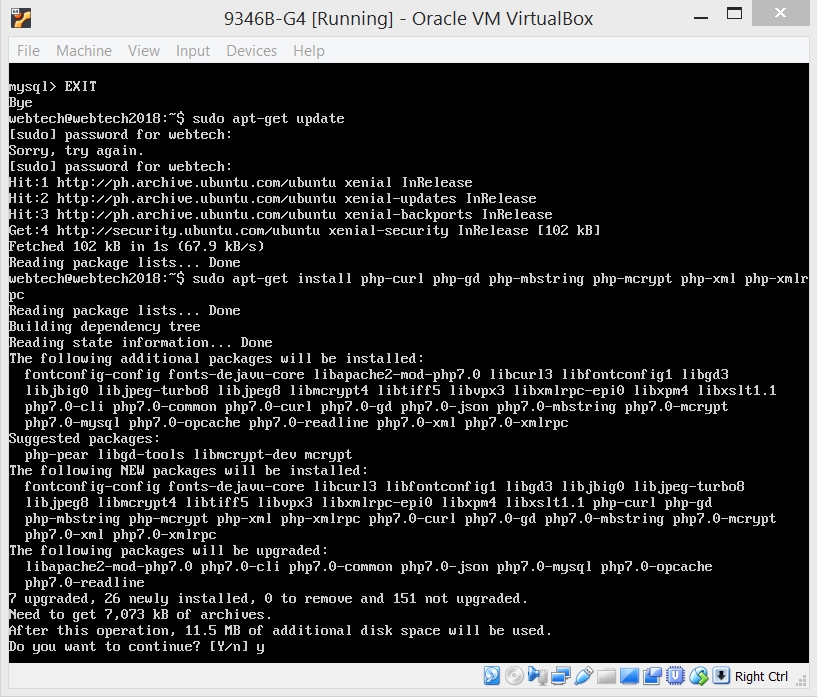 9346B-G4 [Running] - Oracle VM VirtualBox
File Machine View Input Devices Help
mysql> EXIT
Bye
webtech@webtech2018:~$ sudo apt-get update
[sudo] password for webtech:
Sorry, try again.
[sudo] password for webtech:
Hit:1 http://ph.archive.ubuntu.com/ubuntu xenial InRelease
Hit:2 http://ph.archive.ubuntu.com/ubuntu xenial-updates InRelease
Hit:3 http://ph.archive.ubuntu.com/ubuntu xenial-backports InRelease
Get:4 http://security.ubuntu.com/ubuntu xenial-security InRelease [102 kB]
Fetched 102 kB in 1s (67.9 kB/s)
Reading package lists... Done
webtech@webtech2018:~$ sudo apt-get install php-curl php-gd php-mbstring php-mcrypt php-xml php-xmlr
pc
Reading package lists... Done
Building dependency tree
Reading state information... Done
The following additional packages will be installed:
fontconfig-config fonts-dejavu-core libapache2-mod-php7.0 libcurl3 libfontconfig1 libgd3
libjbig0 libjpeg-turbo8 libjpeg8 libmcrypt4 libtiff5 libvpx3 libxmlrpc-epi0 libxpm4 libxslt1.1
php7.0-cli php7.0-common php7.0-curl php7.0-gd php7.0-json php7.0-mbstring php7.0-mcrypt
php7.0-mysql php7.0-opcache php7.0-readline php7.0-xml php7.0-xmlrpc
Suggested packages:
php-pear libgd-tools libmcrypt-dev mcrypt
The following NEW packages will be installed:
fontconfig-config fonts-dejavu-core libcurl3 libfontconfig1 libgd3 libjbig0 libjpeg-turbo8
libjpeg8 libmcrypt4 libtiff5 libvpx3 libxmlrpc-epi0 libxpm4 libxslt1.1 php-curl php-gd
php-mbstring php-mcrypt php-xml php-xmlrpc php7.0-curl php7.0-gd php7.0-mbstring php7.0-mcrypt
php7.0-xml php7.0-xmlrpc
The following packages will be upgraded:
libapache2-mod-php7.0 php7.0-cli php7.0-common php7.0-json php7.0-mysql php7.0-opcache
php7.0-readline
7 upgraded, 26 newly installed, 0 to remove and 151 not upgraded.
Need to get 7,073 kB of archives.
After this operation, 11.5 MB of additional disk space will be used.
Do you want to continue? [Y/n] y
Right Ctrl